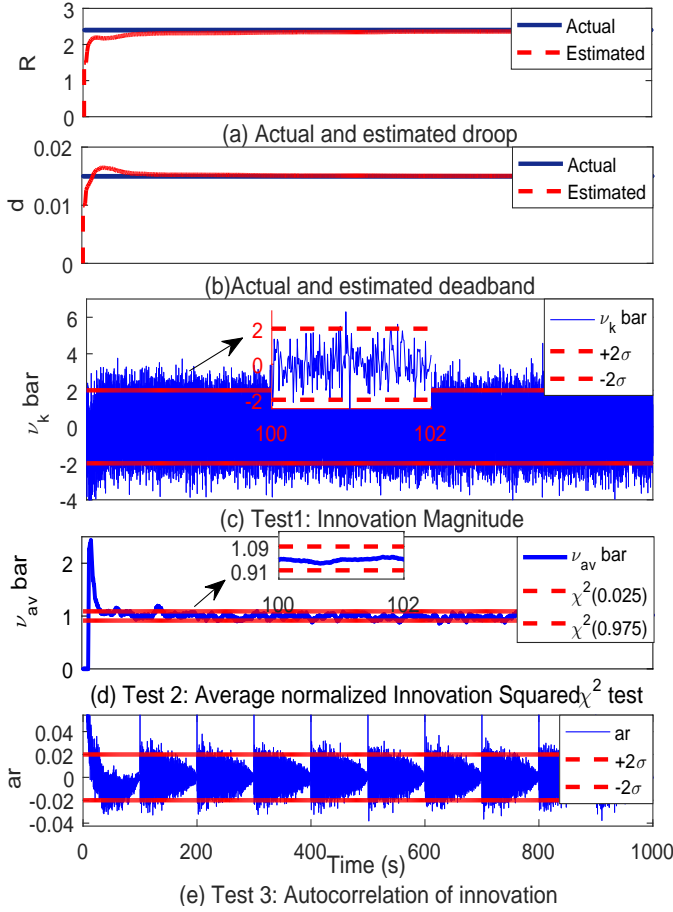 3
2
1
0
R
Actual
Estimated
(a) Actual and estimated droop
0.02
0.01
0
d
Actual
Estimated
(b)Actual and estimated deadband
6
4
2
0
-2
-4
ν_k bar
2
0
-2
100
102
ν_k bar
+2σ
-2σ
(c) Test1: Innovation Magnitude
2
1
0
ν_av bar
1.09
0.91
100
102
ν_av bar
χ²(0.025)
χ²(0.975)
(d) Test 2: Average normalized Innovation Squaredχ² test
0.04
0.02
0
-0.02
-0.04
ar
ar
+2σ
-2σ
0 200 400 600 800 1000
Time (s)
(e) Test 3: Autocorrelation of innovation